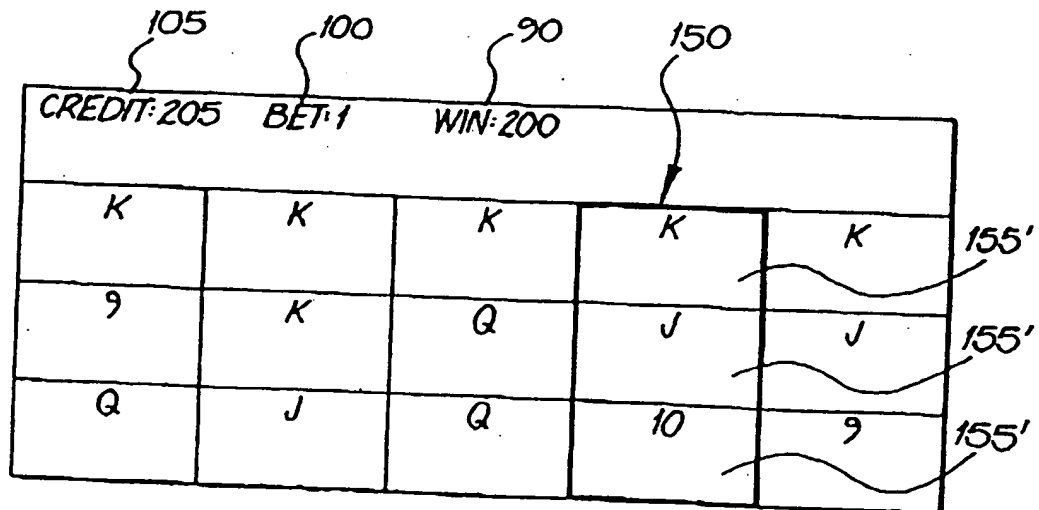 105 100 90 150
CREDIT:205 BET:1 WIN:200
K K K K K
155'
9 K Q J J
155'
Q J Q 10 9
155'